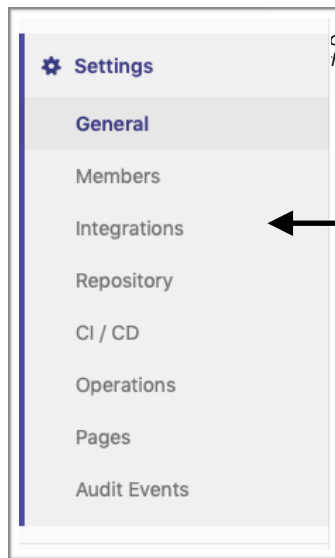 Settings
General
Members
Integrations
Repository
CI / CD
Operations
Pages
Audit Events